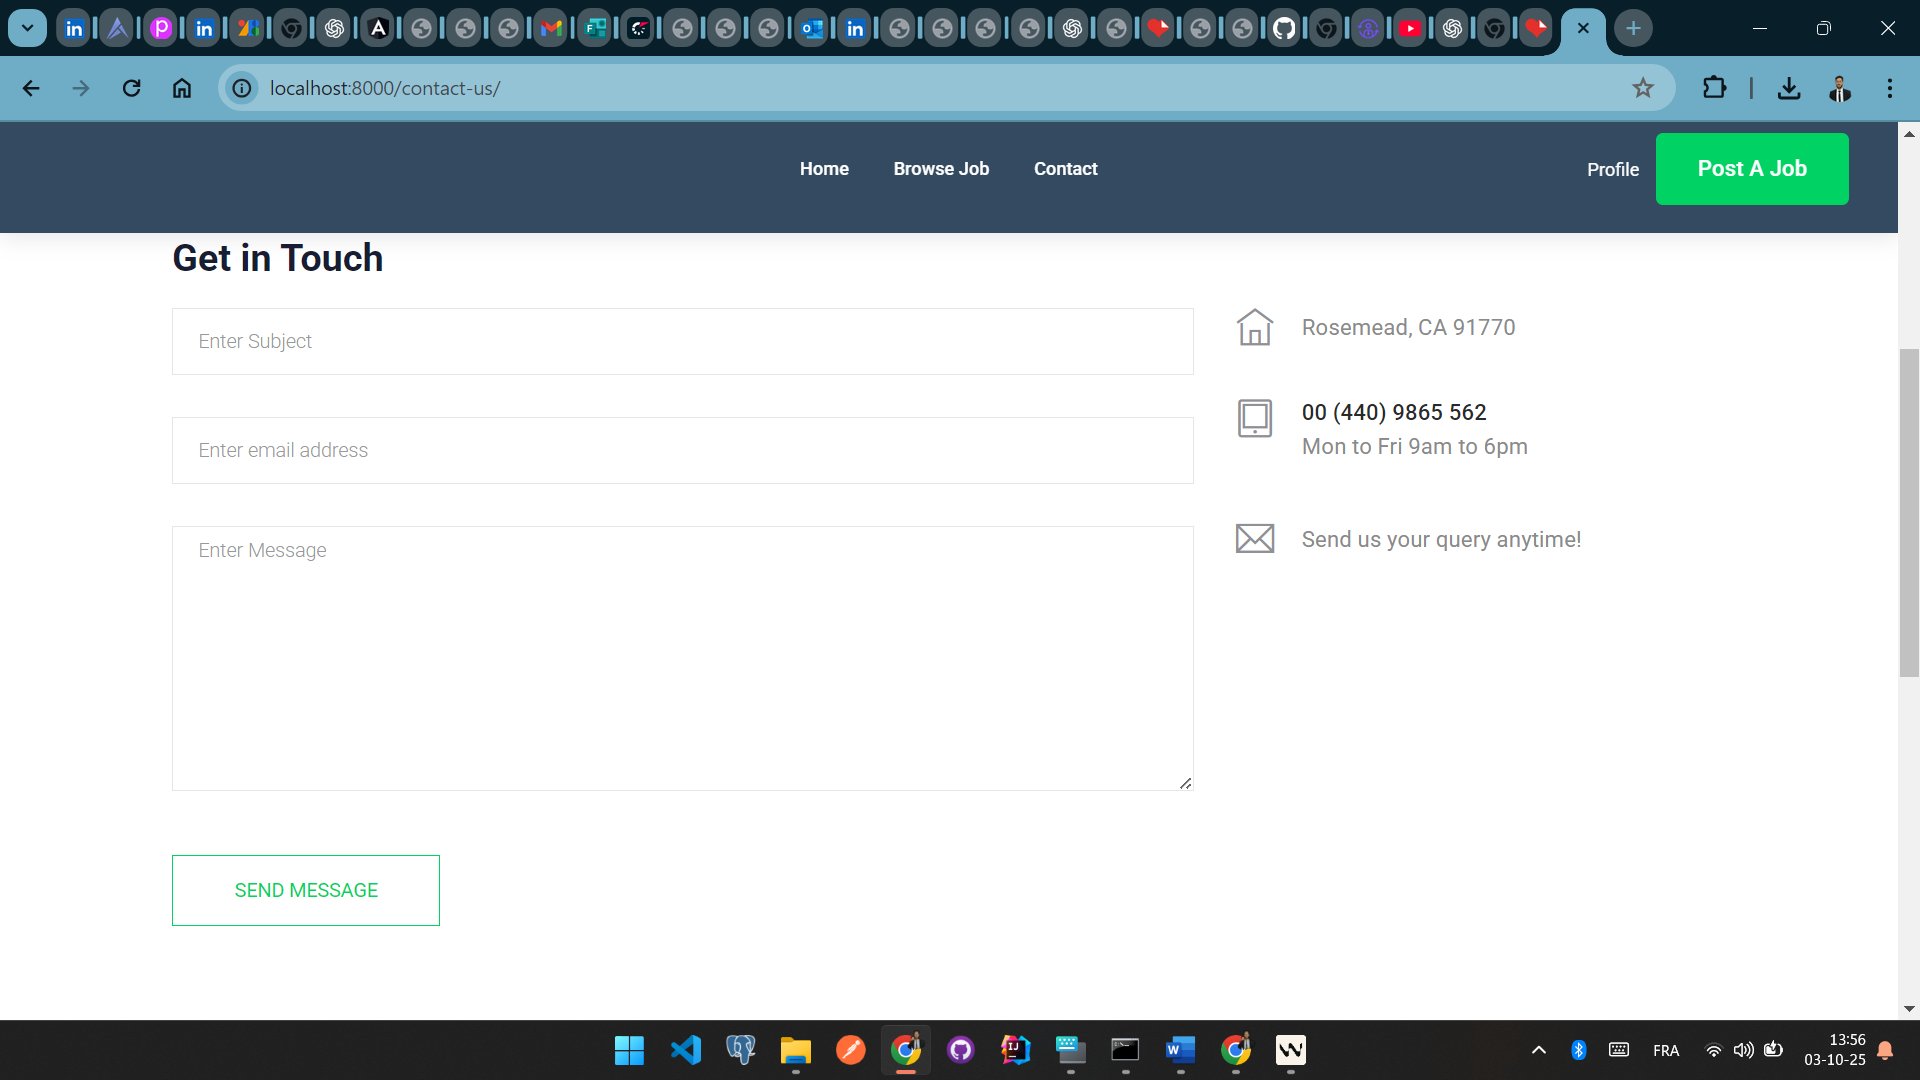 localhost:8000/contact-us/
Home
Browse Job
Contact
Profile
Post A Job
Get in Touch
Enter Subject
Enter email address
Enter Message
SEND MESSAGE
Rosemead, CA 91770
00 (440) 9865 562
Mon to Fri 9am to 6pm
Send us your query anytime!
FRA
13:56
03-10-25